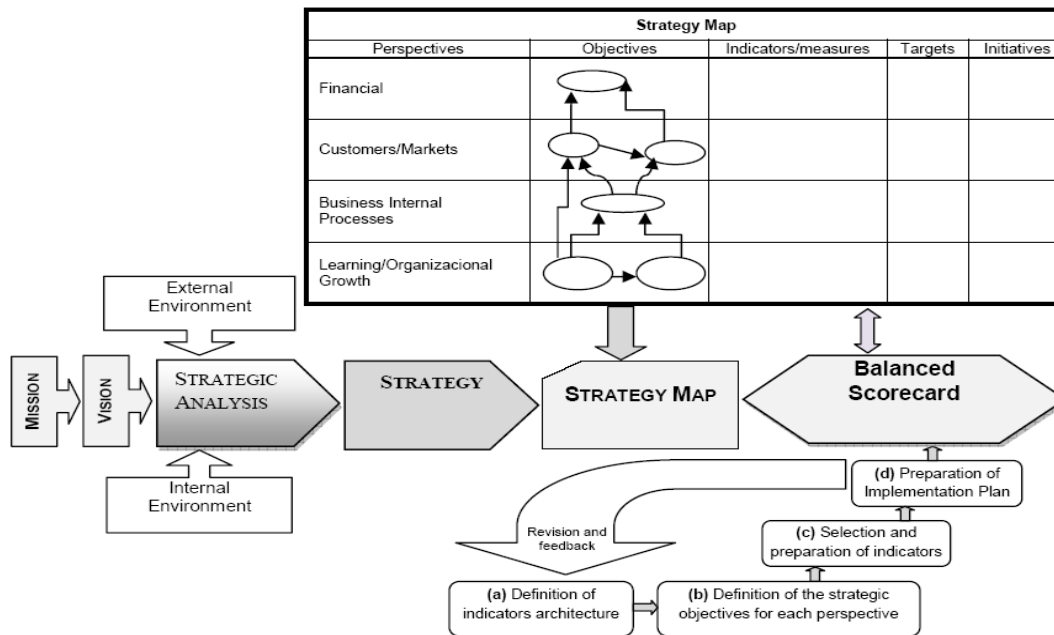 Strategy Map
Perspectives Objectives Indicators/measures Targets Initiatives
Financial
Customers/Markets
Business Internal
Processes
Learning/Organizacional
Growth
External
Environment
MISSION
VISION
STRATEGIC
ANALYSIS
STRATEGY
STRATEGY MAP
Balanced
Scorecard
Internal
Environment
(d) Preparation of
Implementation Plan
Revision and
feedback
(c) Selection and
preparation of indicators
(a) Definition of
indicators architecture
(b) Definition of the strategic
objectives for each perspective